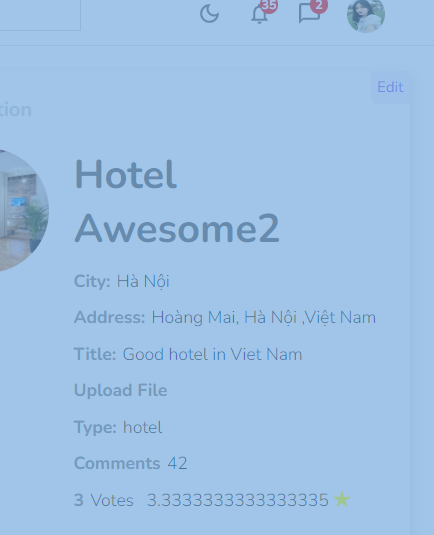 35 2
Edit
tion
Hotel
Awesome2
City: Hà Nội
Address: Hoàng Mai, Hà Nội ,Việt Nam
Title: Good hotel in Viet Nam
Upload File
Type: hotel
Comments 42
3 Votes 3.3333333333333335